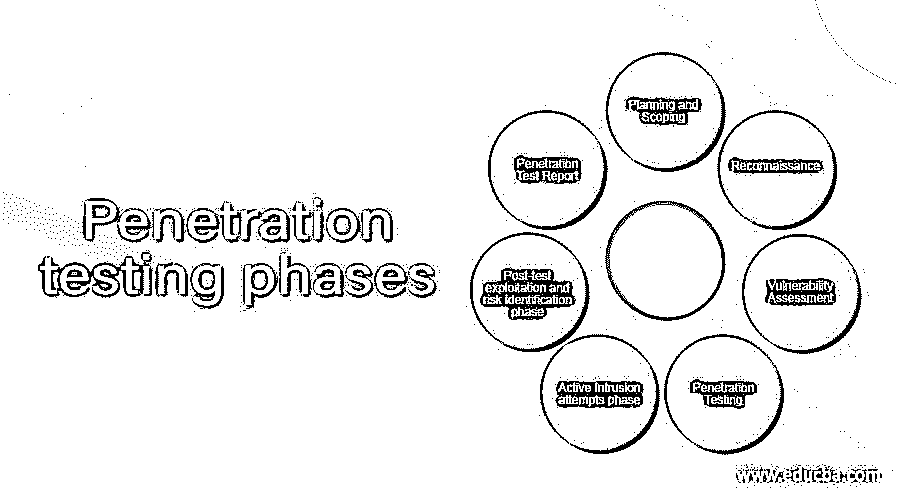 Penetration
testing phases
Planning and
Scoping
Reconnaissance
Vulnerability
Assessment
Penetration
Testing
Active Intrusion
attempts phase
Post-test
exploitation and
risk identification
phase
Penetration
Test Report
www.educba.com